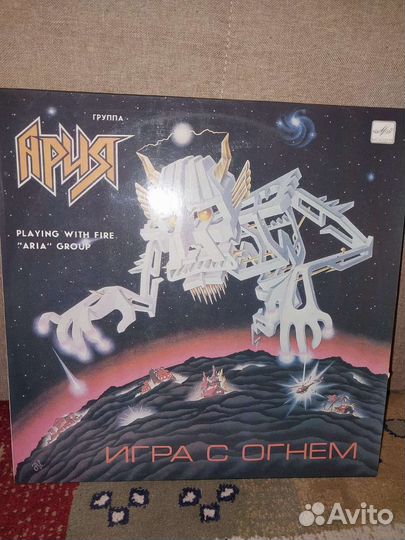 ГРУППА
АРИЯ
PLAYING WITH FIRE
"ARIA" GROUP
ИГРА С ОГНЕМ
Avito